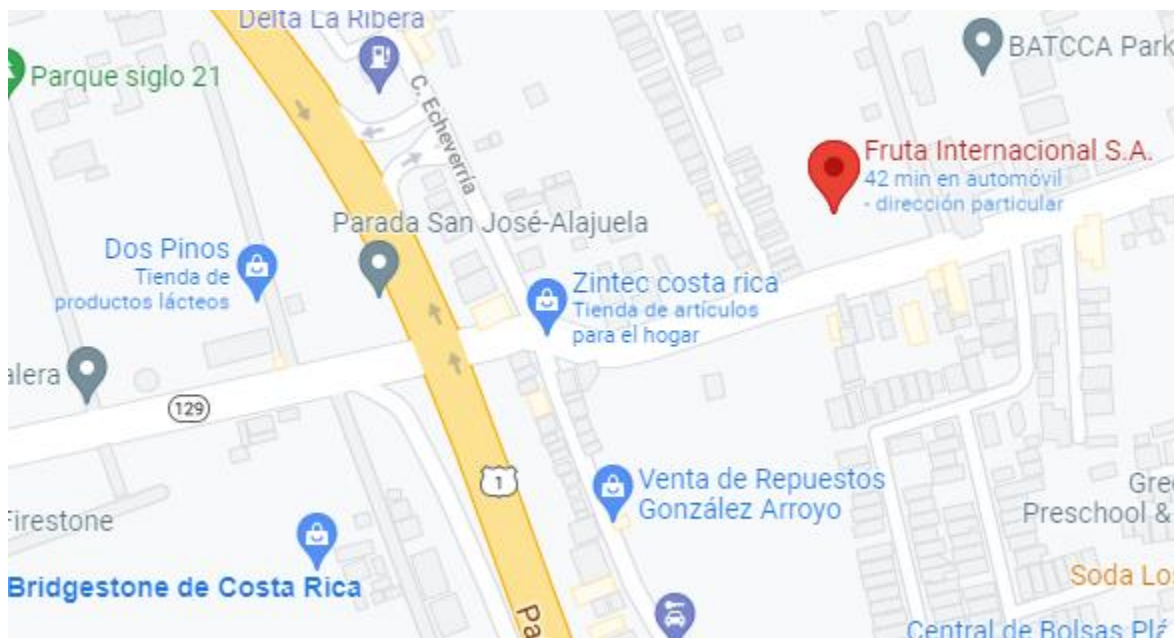 Delta La Ribera
BATCCA Park
Parque siglo 21
C. Echeverría
Fruta Internacional S.A.
42 min en automóvil
- dirección particular
Parada San José-Alajuela
Dos Pinos
Tienda de
productos lácteos
Zintec costa rica
Tienda de artículos
para el hogar
alera
129
1
Venta de Repuestos
González Arroyo
Gree
Preschool &
Firestone
Bridgestone de Costa Rica
Soda Los
Pa
Central de Bolsas Plá